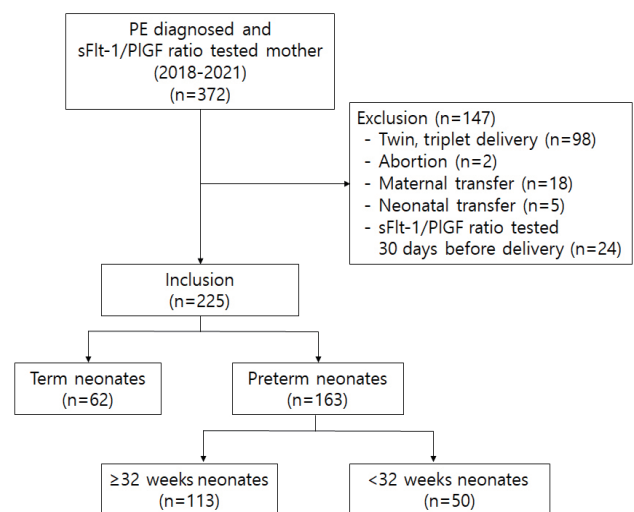 PE diagnosed and
sFlt-1/PlGF ratio tested mother
(2018-2021)
(n=372)
Exclusion (n=147)
- Twin, triplet delivery (n=98)
- Abortion (n=2)
- Maternal transfer (n=18)
- Neonatal transfer (n=5)
- sFlt-1/PlGF ratio tested
30 days before delivery (n=24)
Inclusion
(n=225)
Term neonates
(n=62)
Preterm neonates
(n=163)
≥32 weeks neonates
(n=113)
<32 weeks neonates
(n=50)